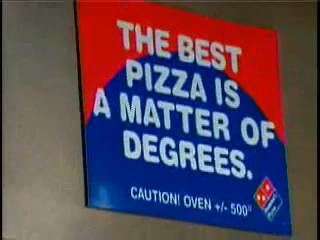 THE BEST
PIZZA IS
A MATTER OF
DEGREES.
CAUTION! OVEN +/- 500°